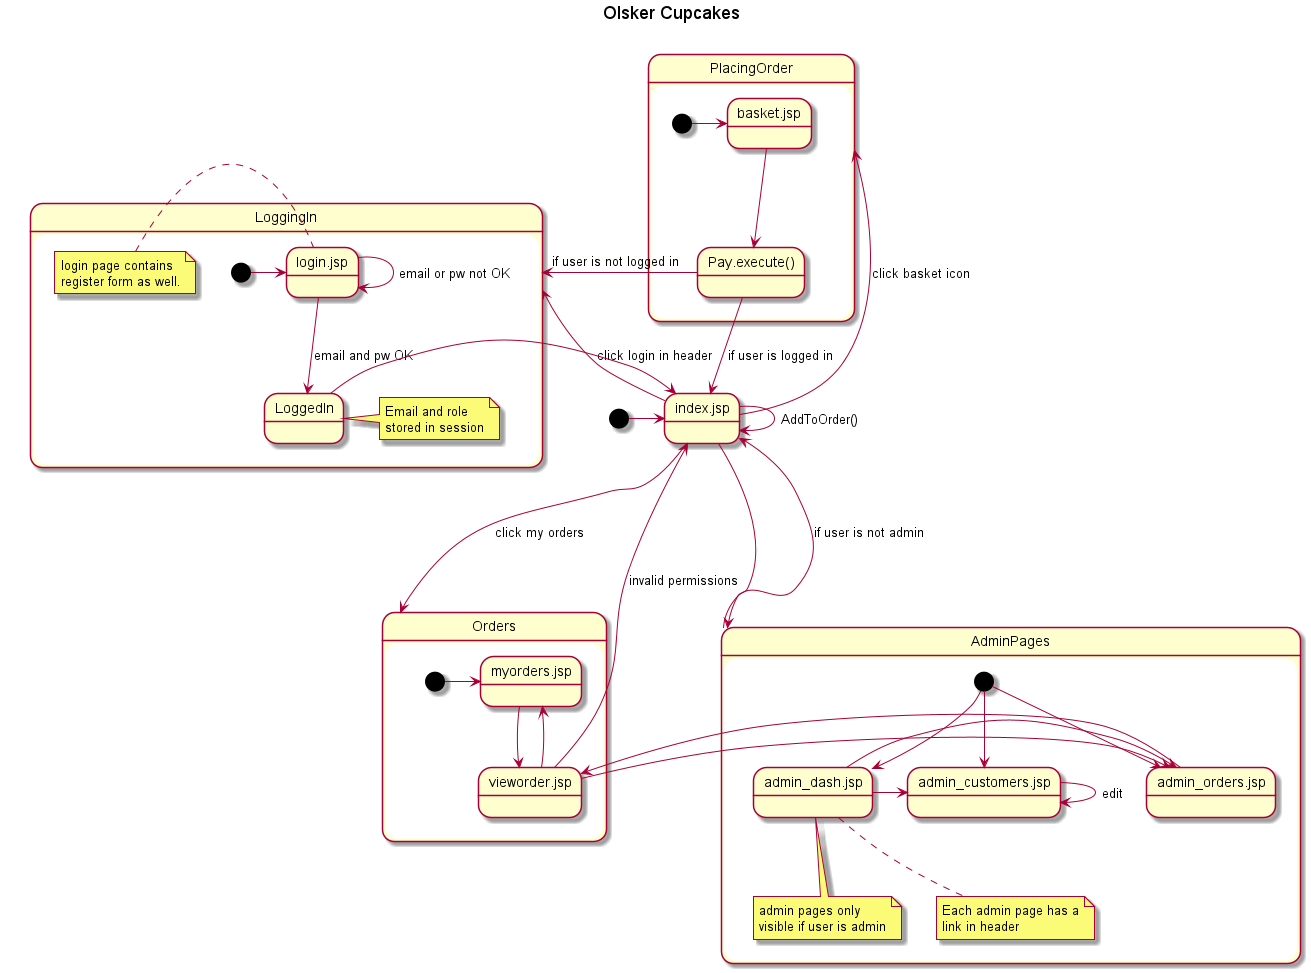 Olsker Cupcakes
PlacingOrder
basket.jsp
Pay.execute()
LoggingIn
login page contains
register form as well.
login.jsp
email or pw not OK
if user is not logged in
click basket icon
email and pw OK
click login in header
if user is logged in
LoggedIn
Email and role
stored in session
index.jsp
AddToOrder()
click my orders
if user is not admin
invalid permissions
Orders
myorders.jsp
vieworder.jsp
AdminPages
admin_dash.jsp
admin_customers.jsp
edit
admin_orders.jsp
admin pages only
visible if user is admin
Each admin page has a
link in header